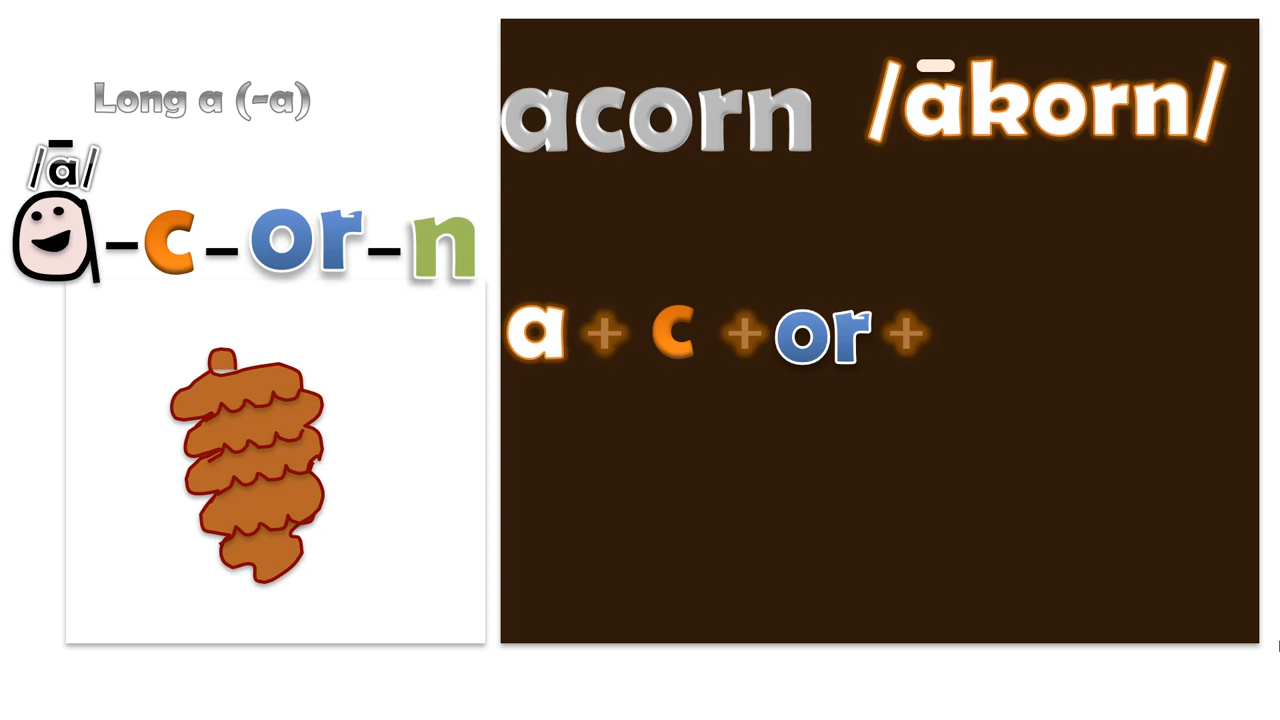 Long a (-a)
/ā/
a-c-or-n
acorn /ākorn/
a + c + or +